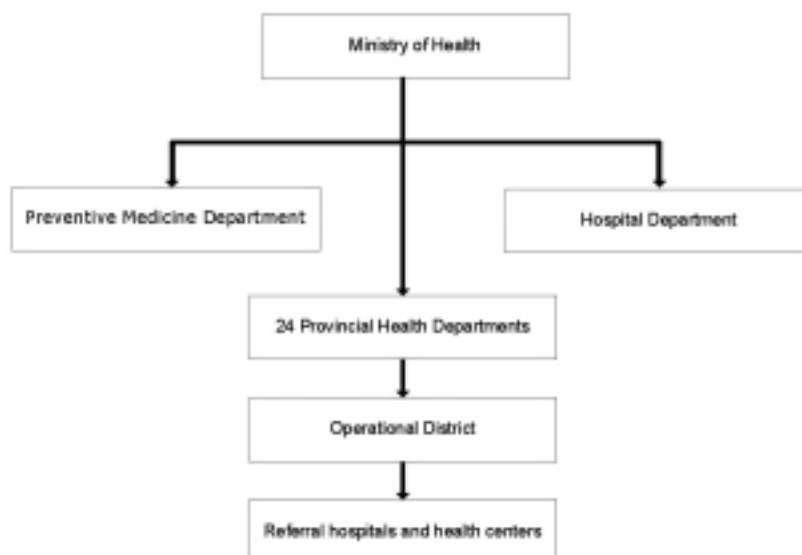 Ministry of Health
Preventive Medicine Department
Hospital Department
24 Provincial Health Departments
Operational District
Referral hospitals and health centers